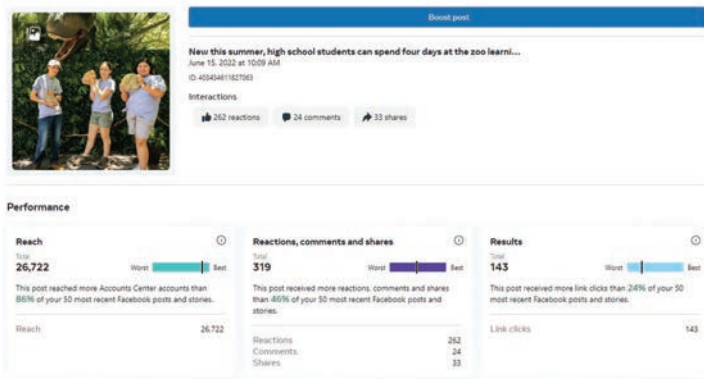 Boost post
New this summer, high school students can spend four days at the zoo learni...
June 15, 2022 at 10:09 AM
ID: 403434611827063
Interactions
262 reactions
24 comments
33 shares
Performance
Reach
Total
26,722
Worst Best
This post reached more Accounts Center accounts than
86% of your 50 most recent Facebook posts and stories.
Reach 26,722
Reactions, comments and shares
Total
319
Worst Best
This post received more reactions, comments and shares
than 46% of your 50 most recent Facebook posts and
stories.
Reactions 262
Comments 24
Shares 33
Results
Total
143
Worst Best
This post received more link clicks than 24% of your 50
most recent Facebook posts and stories.
Link clicks 143